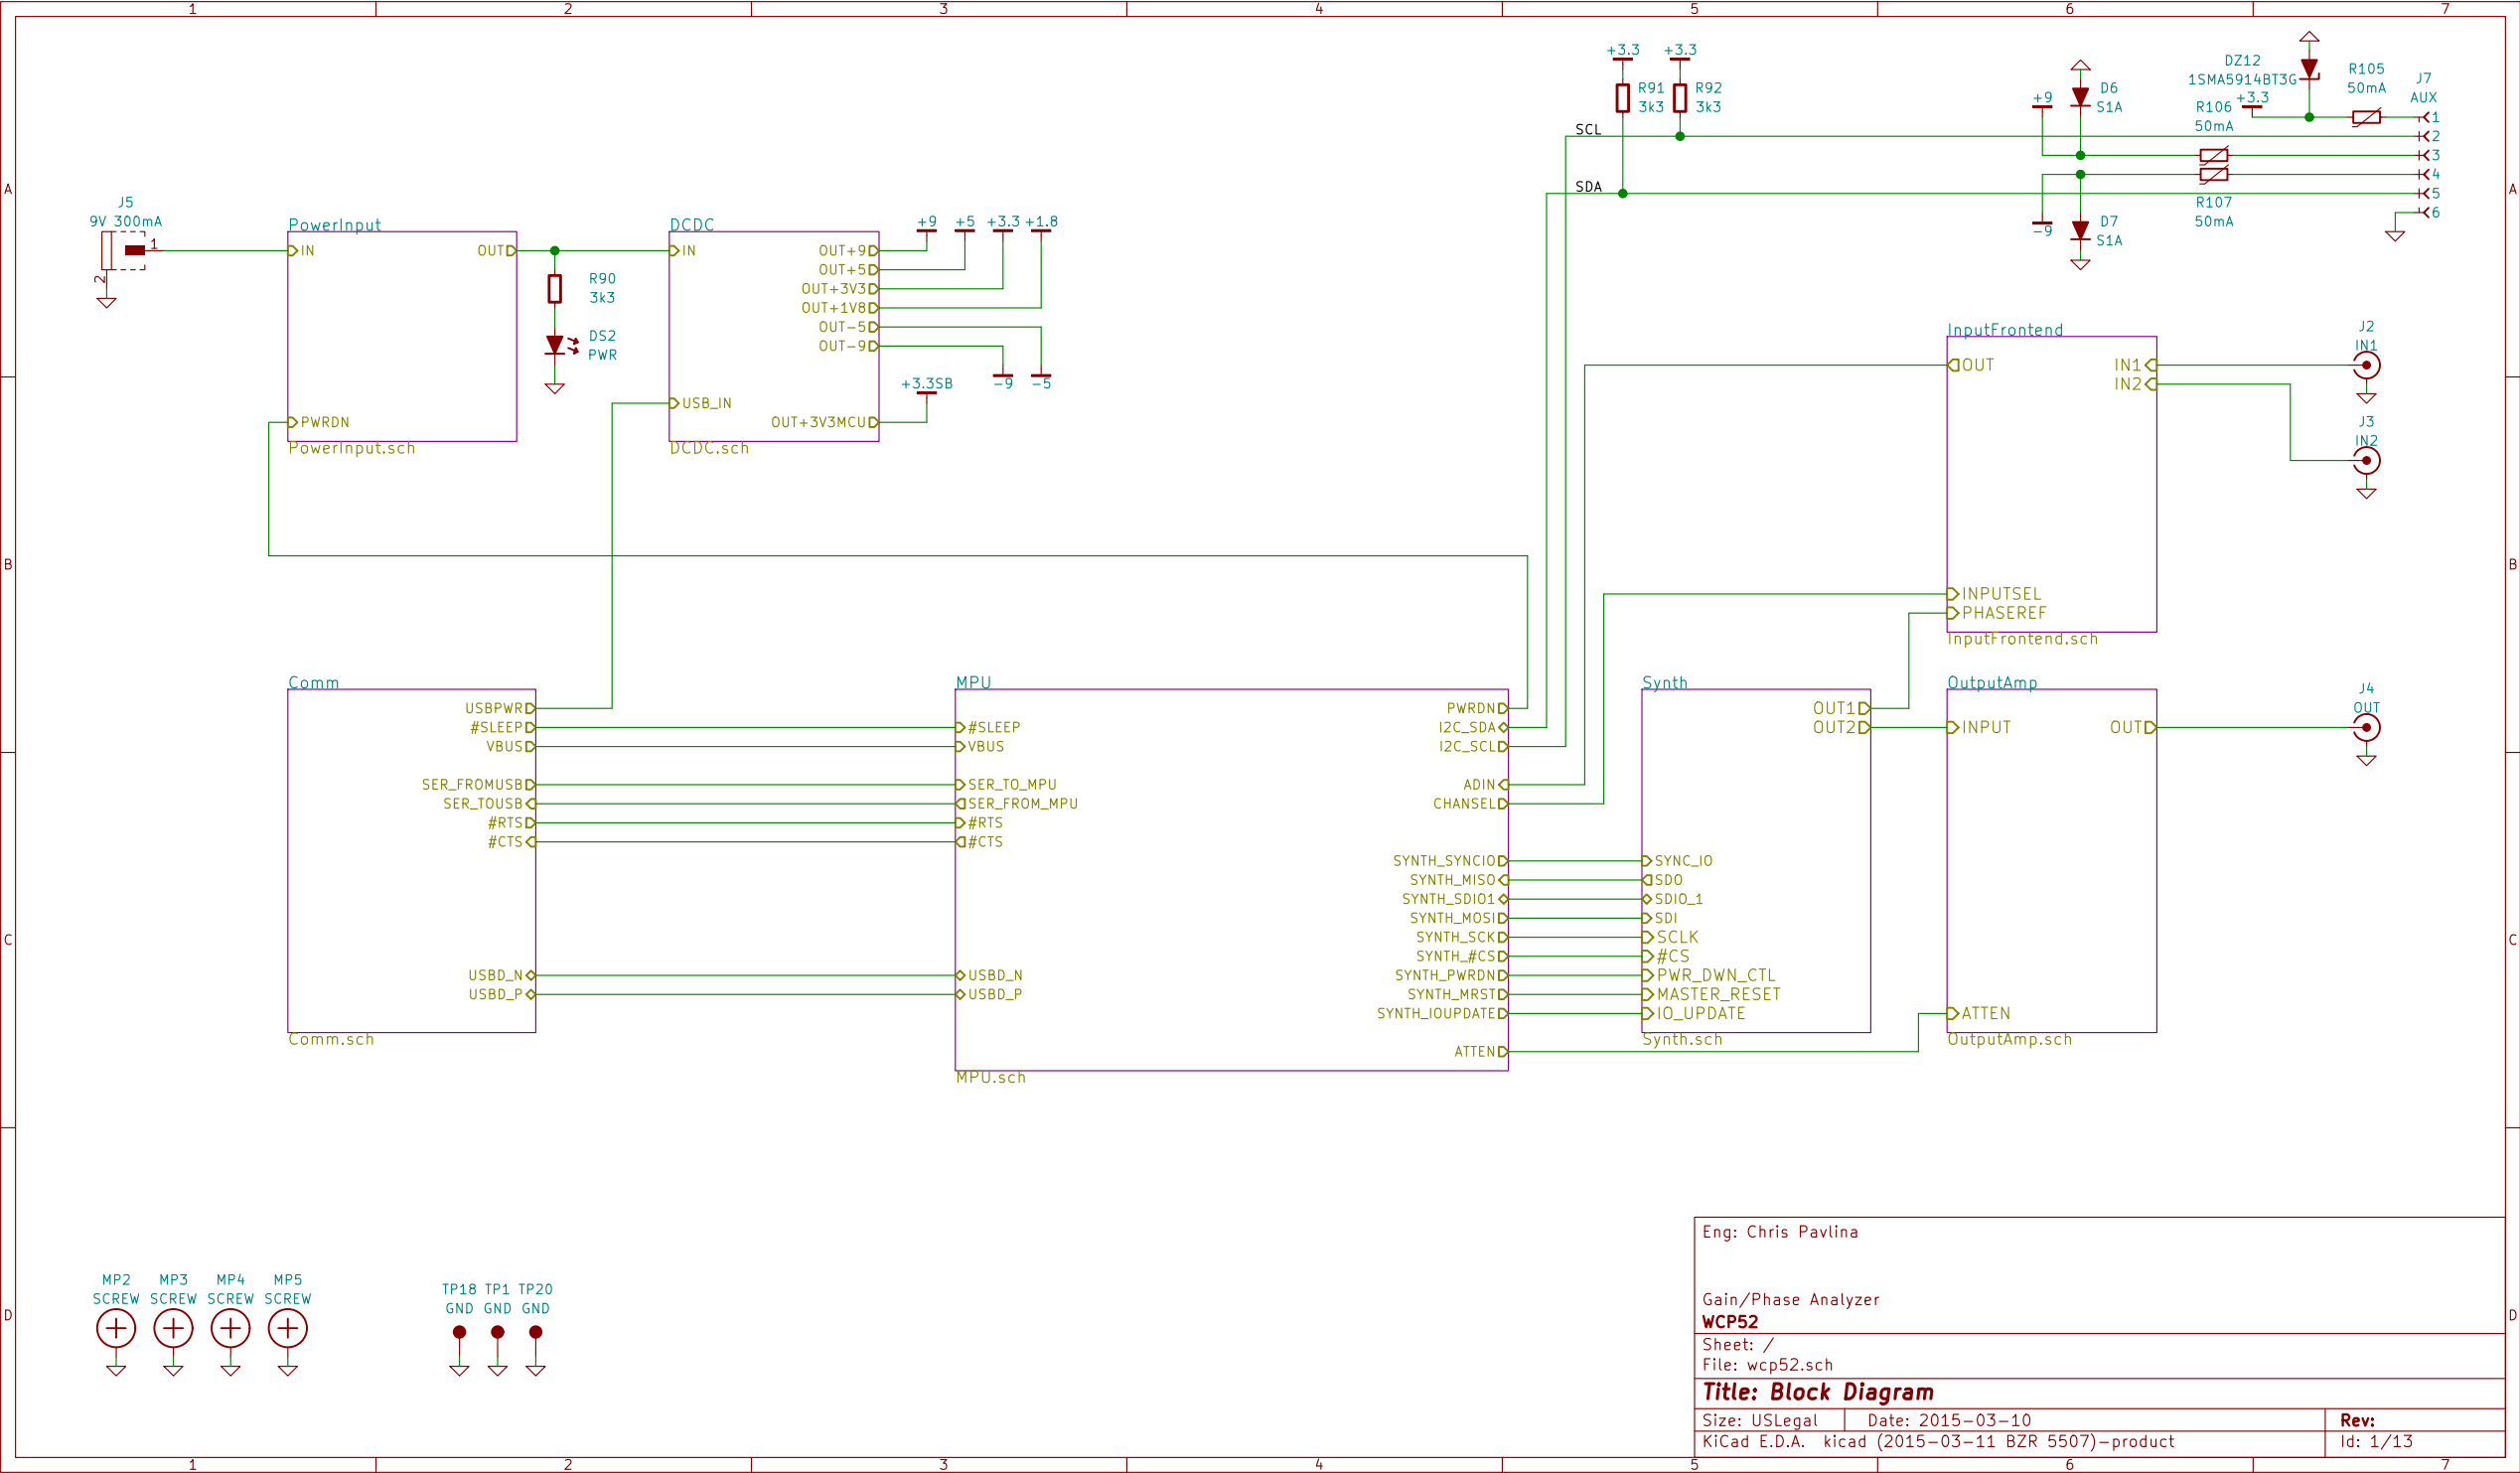 1 2 3 4 5 6 7
A A
B B
C C
D D
J5
9V 300mA
1
2
PowerInput
IN
OUT
PWRDN
PowerInput.sch
R90
3k3
DS2
PWR
DCDC
IN
USB_IN
OUT+9
OUT+5
OUT+3V3
OUT+1V8
OUT-5
OUT-9
OUT+3V3MCU
DCDC.sch
+9 +5 +3.3 +1.8
-9 -5
+3.3SB
+3.3 +3.3
R91
3k3
R92
3k3
SCL
SDA
+9
D6
S1A
-9
D7
S1A
DZ12
1SMA5914BT3G
+3.3
R105
50mA
R106
50mA
R107
50mA
J7
AUX
1
2
3
4
5
6
InputFrontend
OUT
IN1
IN2
INPUTSEL
PHASEREF
InputFrontend.sch
J2
IN1
J3
IN2
Comm
USBPWR
#SLEEP
VBUS
SER_FROMUSB
SER_TOUSB
#RTS
#CTS
USBD_N
USBD_P
Comm.sch
MPU
#SLEEP
VBUS
SER_TO_MPU
SER_FROM_MPU
#RTS
#CTS
USBD_N
USBD_P
PWRDN
I2C_SDA
I2C_SCL
ADIN
CHANSEL
SYNTH_SYNCIO
SYNTH_MISO
SYNTH_SDIO1
SYNTH_MOSI
SYNTH_SCK
SYNTH_#CS
SYNTH_PWRDN
SYNTH_MRST
SYNTH_IOUPDATE
ATTEN
MPU.sch
Synth
OUT1
OUT2
SYNC_IO
SDO
SDIO_1
SDI
SCLK
#CS
PWR_DWN_CTL
MASTER_RESET
IO_UPDATE
Synth.sch
OutputAmp
INPUT
OUT
ATTEN
OutputAmp.sch
J4
OUT
MP2 MP3 MP4 MP5
SCREW SCREW SCREW SCREW
TP18 TP1 TP20
GND GND GND
Eng: Chris Pavlina
Gain/Phase Analyzer
WCP52
Sheet: /
File: wcp52.sch
Title: Block Diagram
Size: USLegal Date: 2015-03-10 Rev:
KiCad E.D.A. kicad (2015-03-11 BZR 5507)-product Id: 1/13
1 2 3 4 5 6 7